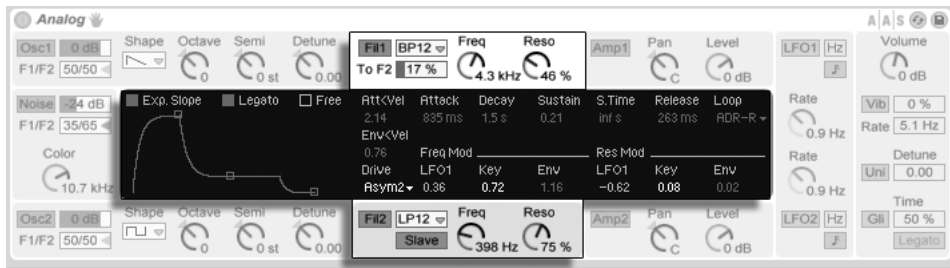 Analog A|A|S
Osc1 0 dB Shape Octave Semi Detune Fil1 BP12 Freq Reso Amp1 Pan Level LFO1 Hz Volume
F1/F2 50/50 0 0 st 0.00 To F2 17 % 4.3 kHz 46 % C 0 dB 0 dB
Noise -24 dB Exp. Slope Legato Free Att<Vel Attack Decay Sustain S.Time Release Loop Rate Vib 0 %
F1/F2 35/65 2.14 835 ms 1.5 s 0.21 inf s 263 ms ADR-R 0.9 Hz Rate 5.1 Hz
Env<Vel
Color 0.76 Freq Mod Res Mod Rate Detune
10.7 kHz Drive LFO1 Key Env LFO1 Key Env 0.9 Hz Uni 0.00
Asym2 0.36 0.72 1.16 -0.62 0.08 0.02
Osc2 0 dB Shape Octave Semi Detune Fil2 LP12 Freq Reso Amp2 Pan Level LFO2 Hz Time
Gli 50 %
F1/F2 50/50 0 0 st 0.00 Slave 398 Hz 75 % C 0 dB Legato